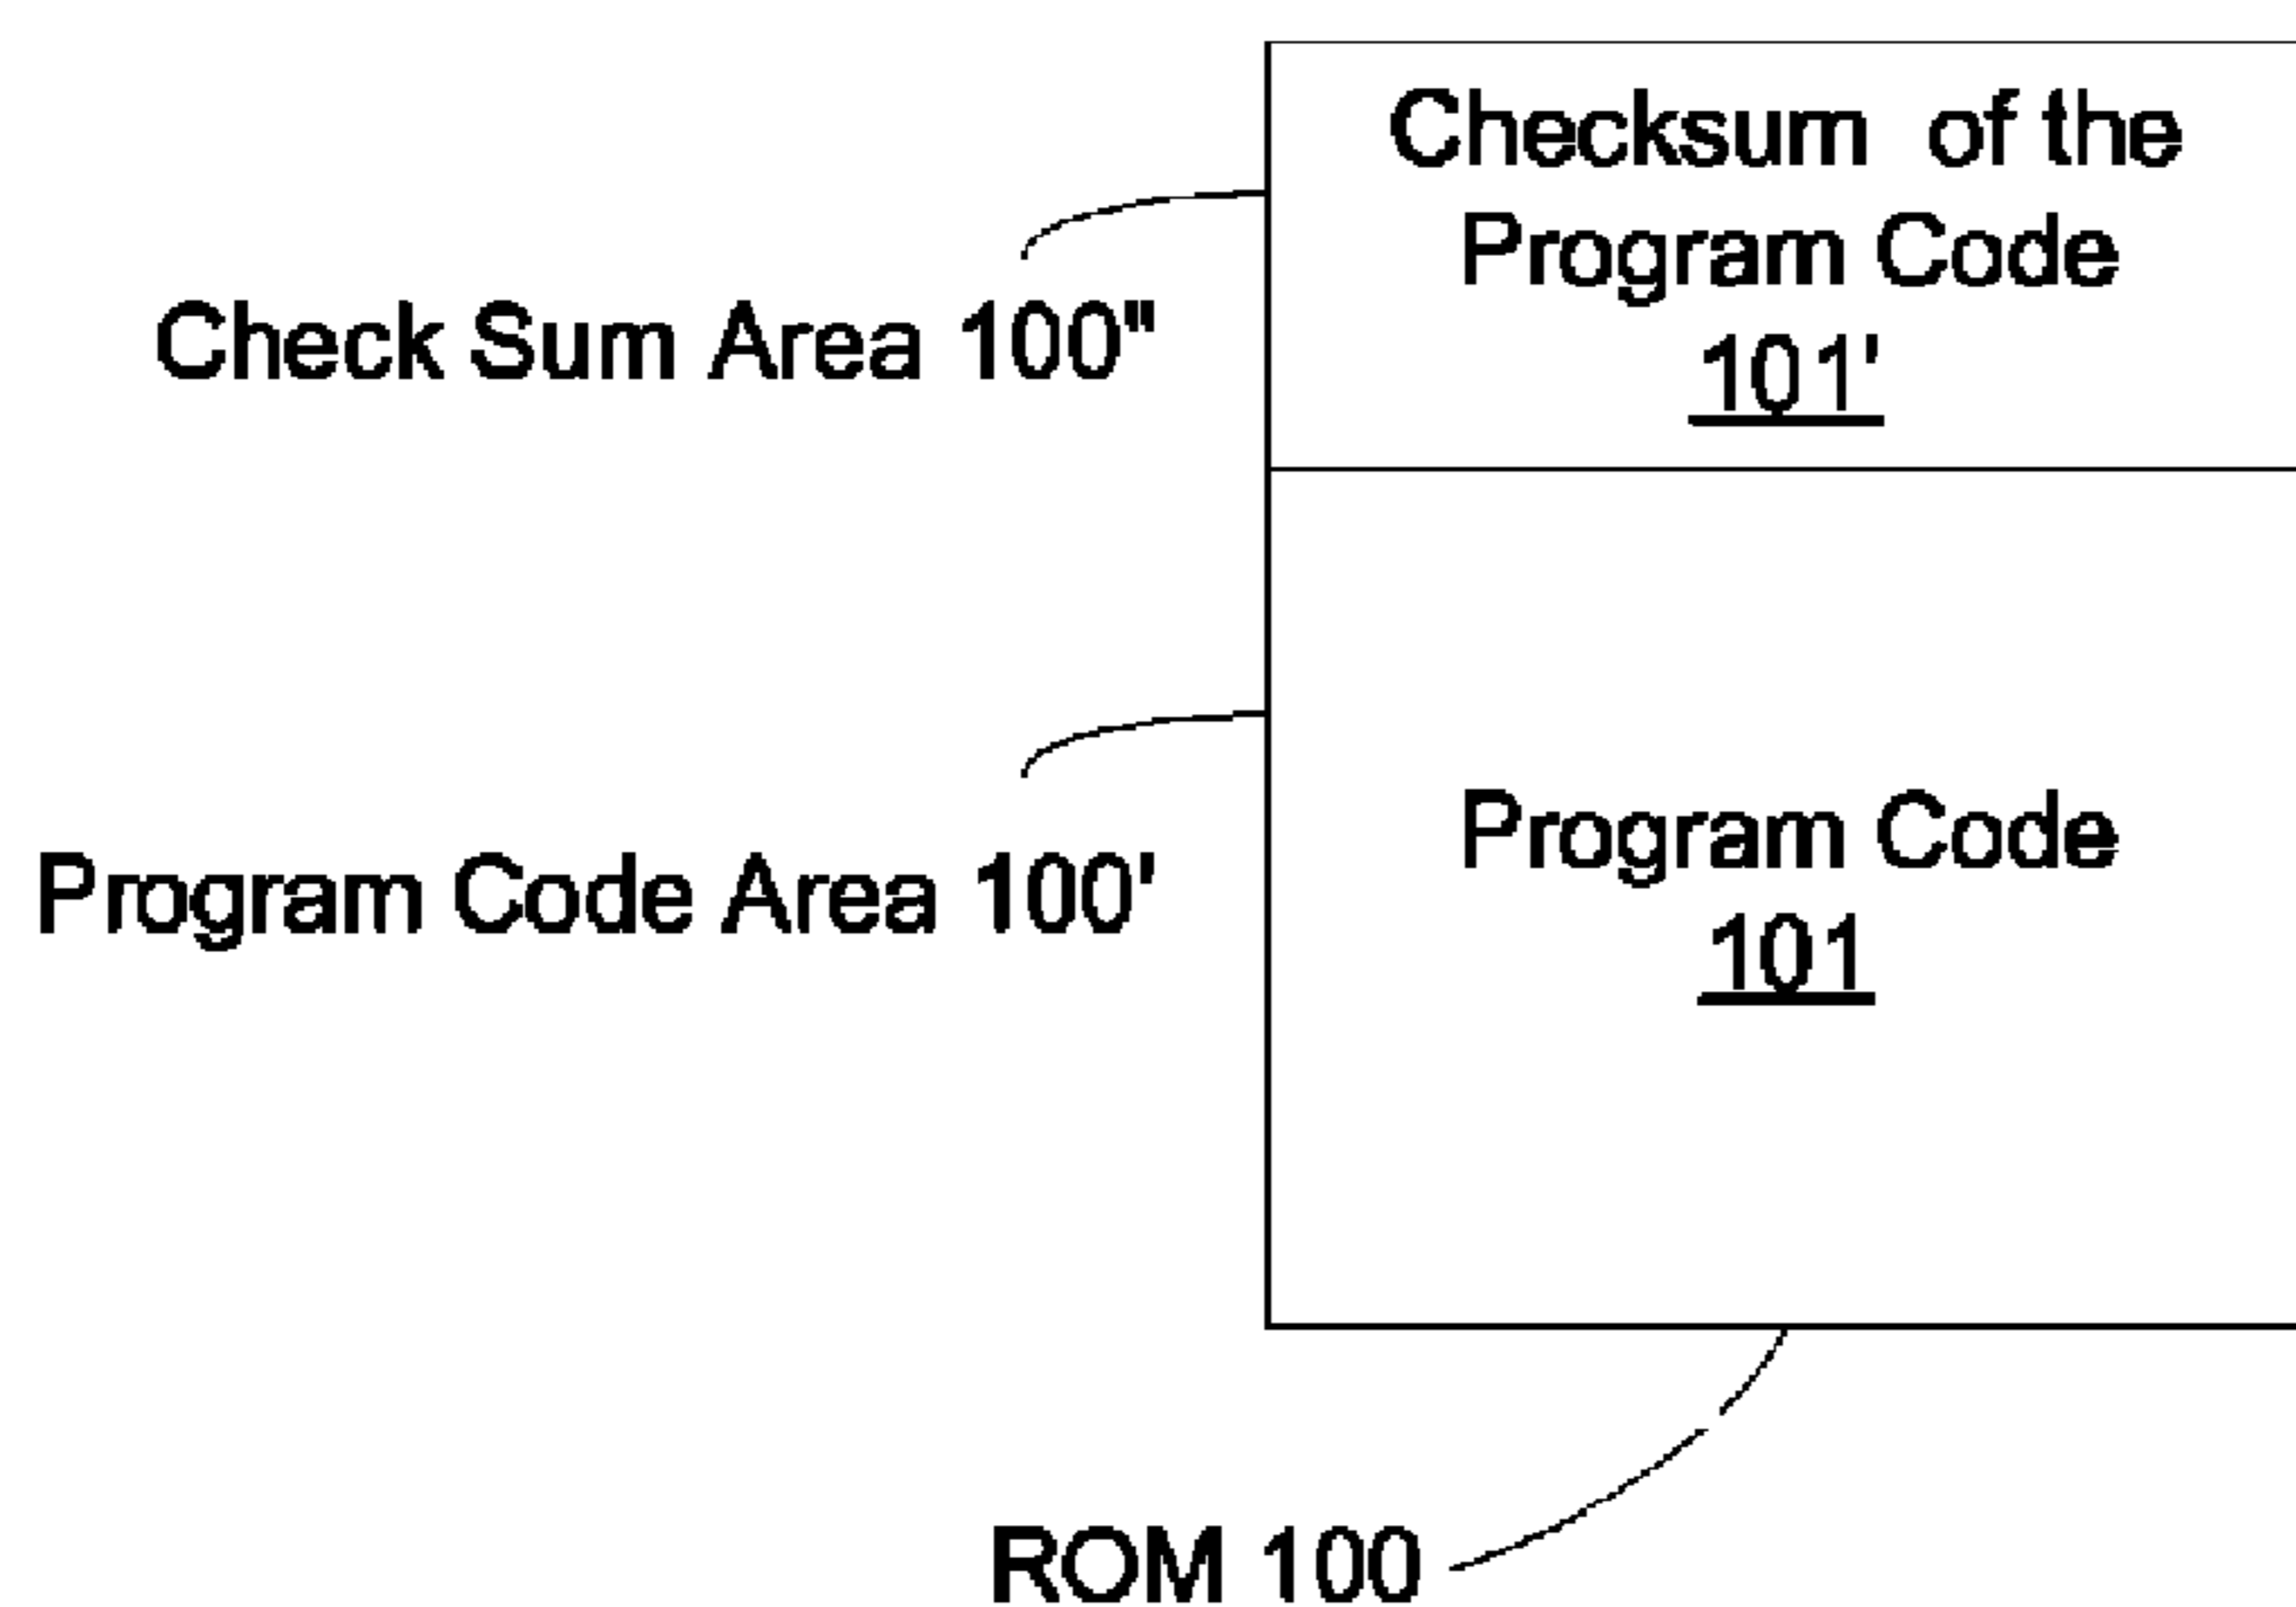 Checksum of the
Program Code
101'
Check Sum Area 100"
Program Code
101
Program Code Area 100'
ROM 100